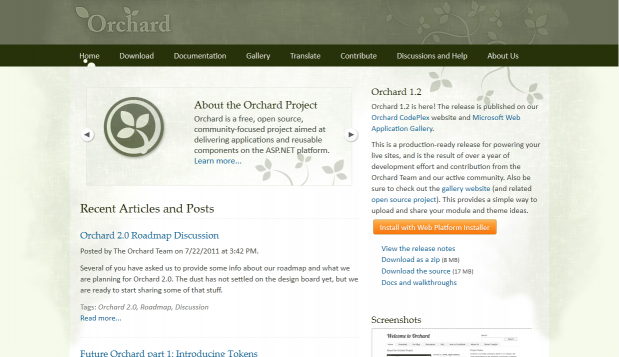 Orchard
Home Download Documentation Gallery Translate Contribute Discussions and Help About Us
About the Orchard Project
Orchard is a free, open source,
community-focused project aimed at
delivering applications and reusable
components on the ASP.NET platform.
Learn more...
Recent Articles and Posts
Orchard 2.0 Roadmap Discussion
Posted by The Orchard Team on 7/22/2011 at 3:42 PM.
Several of you have asked us to provide some info about our roadmap and what we
are planning for Orchard 2.0. The dust has not settled on the design board yet, but we
are ready to start sharing some of that stuff.
Tags: Orchard 2.0, Roadmap, Discussion
Read more...
Future Orchard part 1: Introducing Tokens
Orchard 1.2
Orchard 1.2 is here! The release is published on our
Orchard CodePlex website and Microsoft Web
Application Gallery.
This is a production-ready release for powering your
live sites, and is the result of over a year of
development effort and contribution from the
Orchard Team and our active community. Also be
sure to check out the gallery website (and related
open source project). This provides a simple way to
upload and share your module and theme ideas.
Install with Web Platform Installer
View the release notes
Download as a zip (8 MB)
Download the source (17 MB)
Docs and walkthroughs
Screenshots
Welcome to Orchard